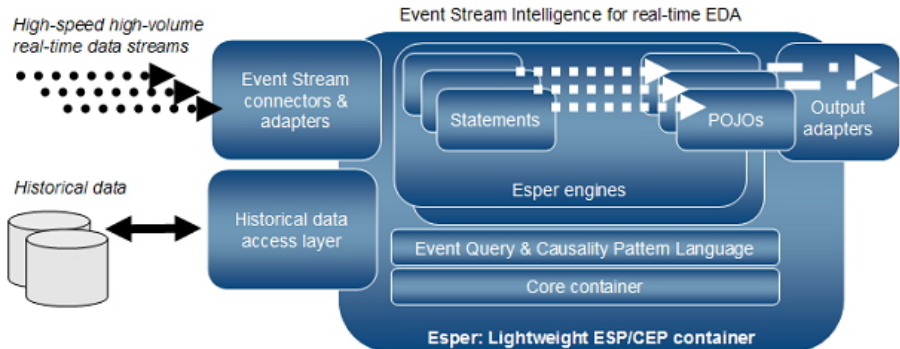 Event Stream Intelligence for real-time EDA
High-speed high-volume
real-time data streams
Event Stream
connectors &
adapters
Statements
POJOs
Output
adapters
Esper engines
Historical data
Historical data
access layer
Event Query & Causality Pattern Language
Core container
Esper: Lightweight ESP/CEP container